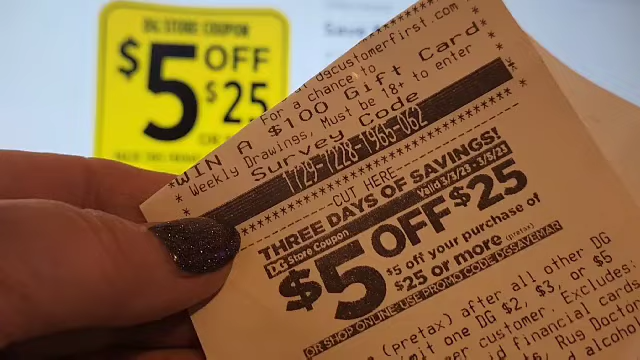 DG STORE COUPON
$5 OFF
$25
dgcustomerfirst.com
For a chance to
WIN A $100 Gift Card
Weekly Drawings, Must be 18+ to enter
Survey Code
1729-7228-1965-062
CUT HERE
THREE DAYS OF SAVINGS!
DG Store Coupon Valid 3/3/23 - 3/5/23
$5 OFF $25
$5 off your purchase of
$25 or more (pretax)
OR SHOP ONLINE: USE PROMO CODE DGSAVEMAR
(pretax) after all other DG
one DG $2, $3, or $5
customer. Excludes:
financial cards
Rug Doctor
alcoho